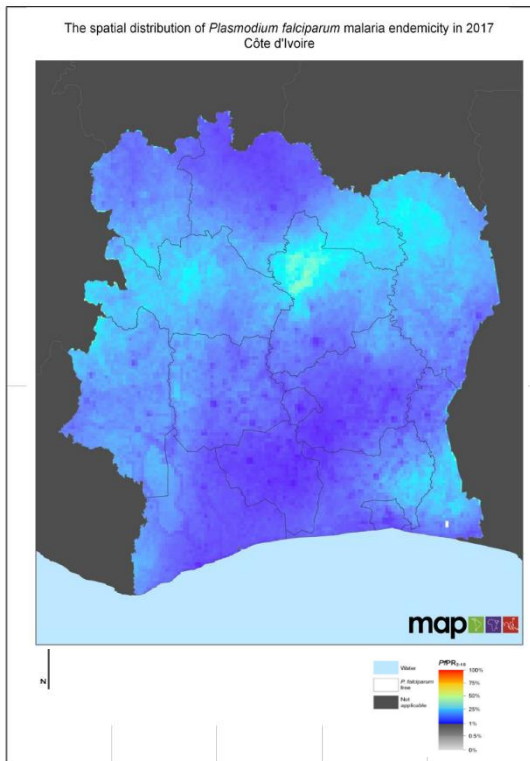 The spatial distribution of Plasmodium falciparum malaria endemicity in 2017
Côte d'Ivoire
map
N
Water
P. falciparum
free
Not
applicable
PfPR2-10
100%
75%
50%
25%
1%
0.5%
0%